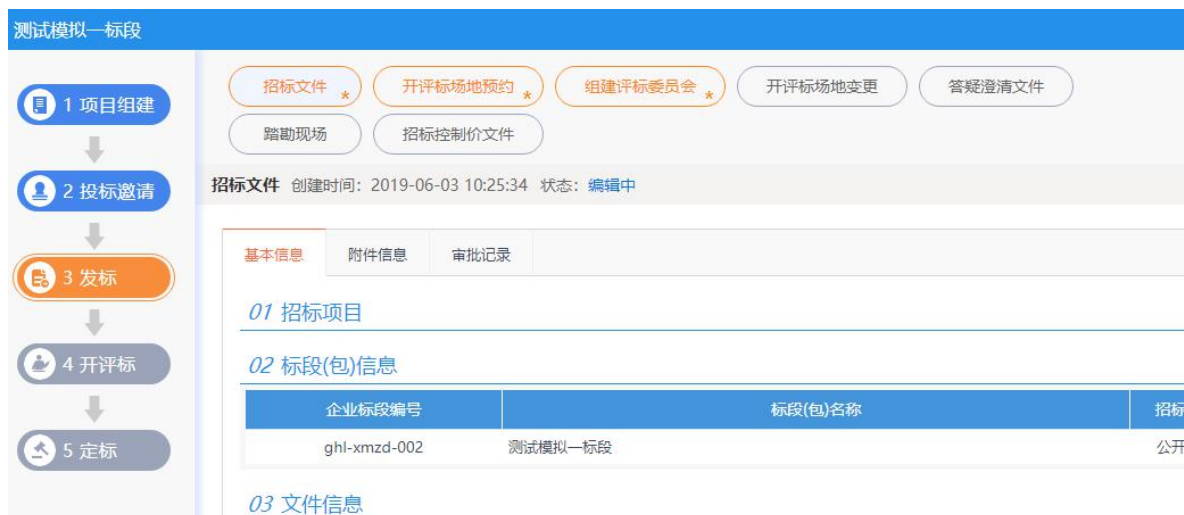 测试模拟一标段
1 项目组建
2 投标邀请
3 发标
4 开评标
5 定标
招标文件 * 开评标场地预约 * 组建评标委员会 * 开评标场地变更 答疑澄清文件
踏勘现场 招标控制价文件
招标文件 创建时间：2019-06-03 10:25:34 状态：编辑中
基本信息 附件信息 审批记录
01 招标项目
02 标段(包)信息
企业标段编号 标段(包)名称 招标
ghl-xmzd-002 测试模拟一标段 公开
03 文件信息